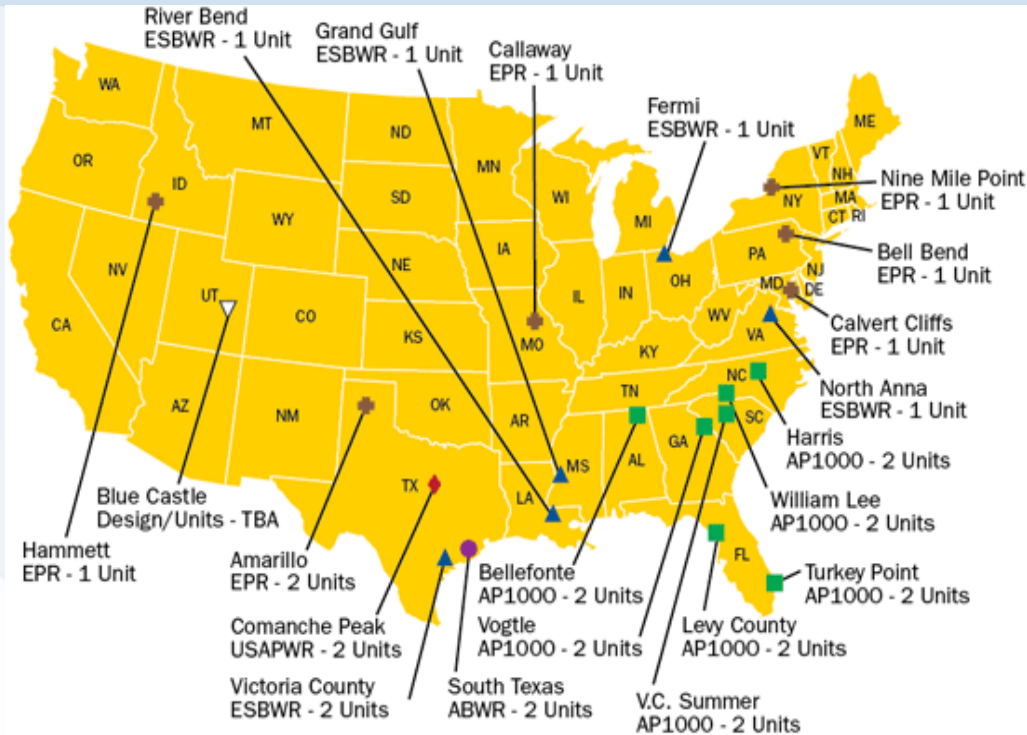 River Bend
ESBWR - 1 Unit
Grand Gulf
ESBWR - 1 Unit
Callaway
EPR - 1 Unit
Fermi
ESBWR - 1 Unit
Nine Mile Point
EPR - 1 Unit
Bell Bend
EPR - 1 Unit
Calvert Cliffs
EPR - 1 Unit
North Anna
ESBWR - 1 Unit
Harris
AP1000 - 2 Units
William Lee
AP1000 - 2 Units
Turkey Point
AP1000 - 2 Units
Levy County
AP1000 - 2 Units
V.C. Summer
AP1000 - 2 Units
Bellefonte
AP1000 - 2 Units
Vogtle
AP1000 - 2 Units
South Texas
ABWR - 2 Units
Amarillo
EPR - 2 Units
Comanche Peak
USAPWR - 2 Units
Victoria County
ESBWR - 2 Units
Blue Castle
Design/Units - TBA
Hammett
EPR - 1 Unit
WA
MT
ND
MN
ME
OR
ID
SD
WI
MI
VT
NH
NY
MA
CT
RI
WY
IA
PA
NJ
NV
NE
IL
IN
OH
MD
DE
UT
CO
WV
CA
KS
MO
KY
VA
AZ
NM
OK
AR
TN
NC
SC
TX
LA
MS
AL
GA
FL